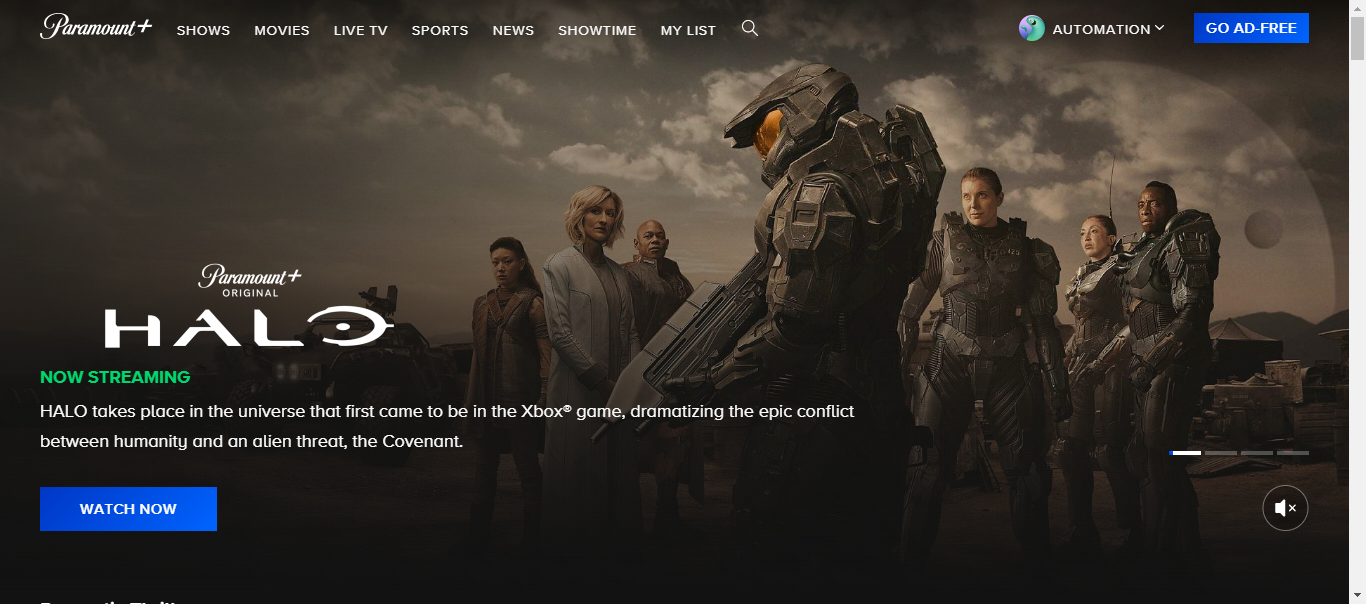 Paramount+
SHOWS
MOVIES
LIVE TV
SPORTS
NEWS
SHOWTIME
MY LIST
AUTOMATION
GO AD-FREE
Paramount+
ORIGINAL
HALO
NOW STREAMING
HALO takes place in the universe that first came to be in the Xbox® game, dramatizing the epic conflict
between humanity and an alien threat, the Covenant.
WATCH NOW